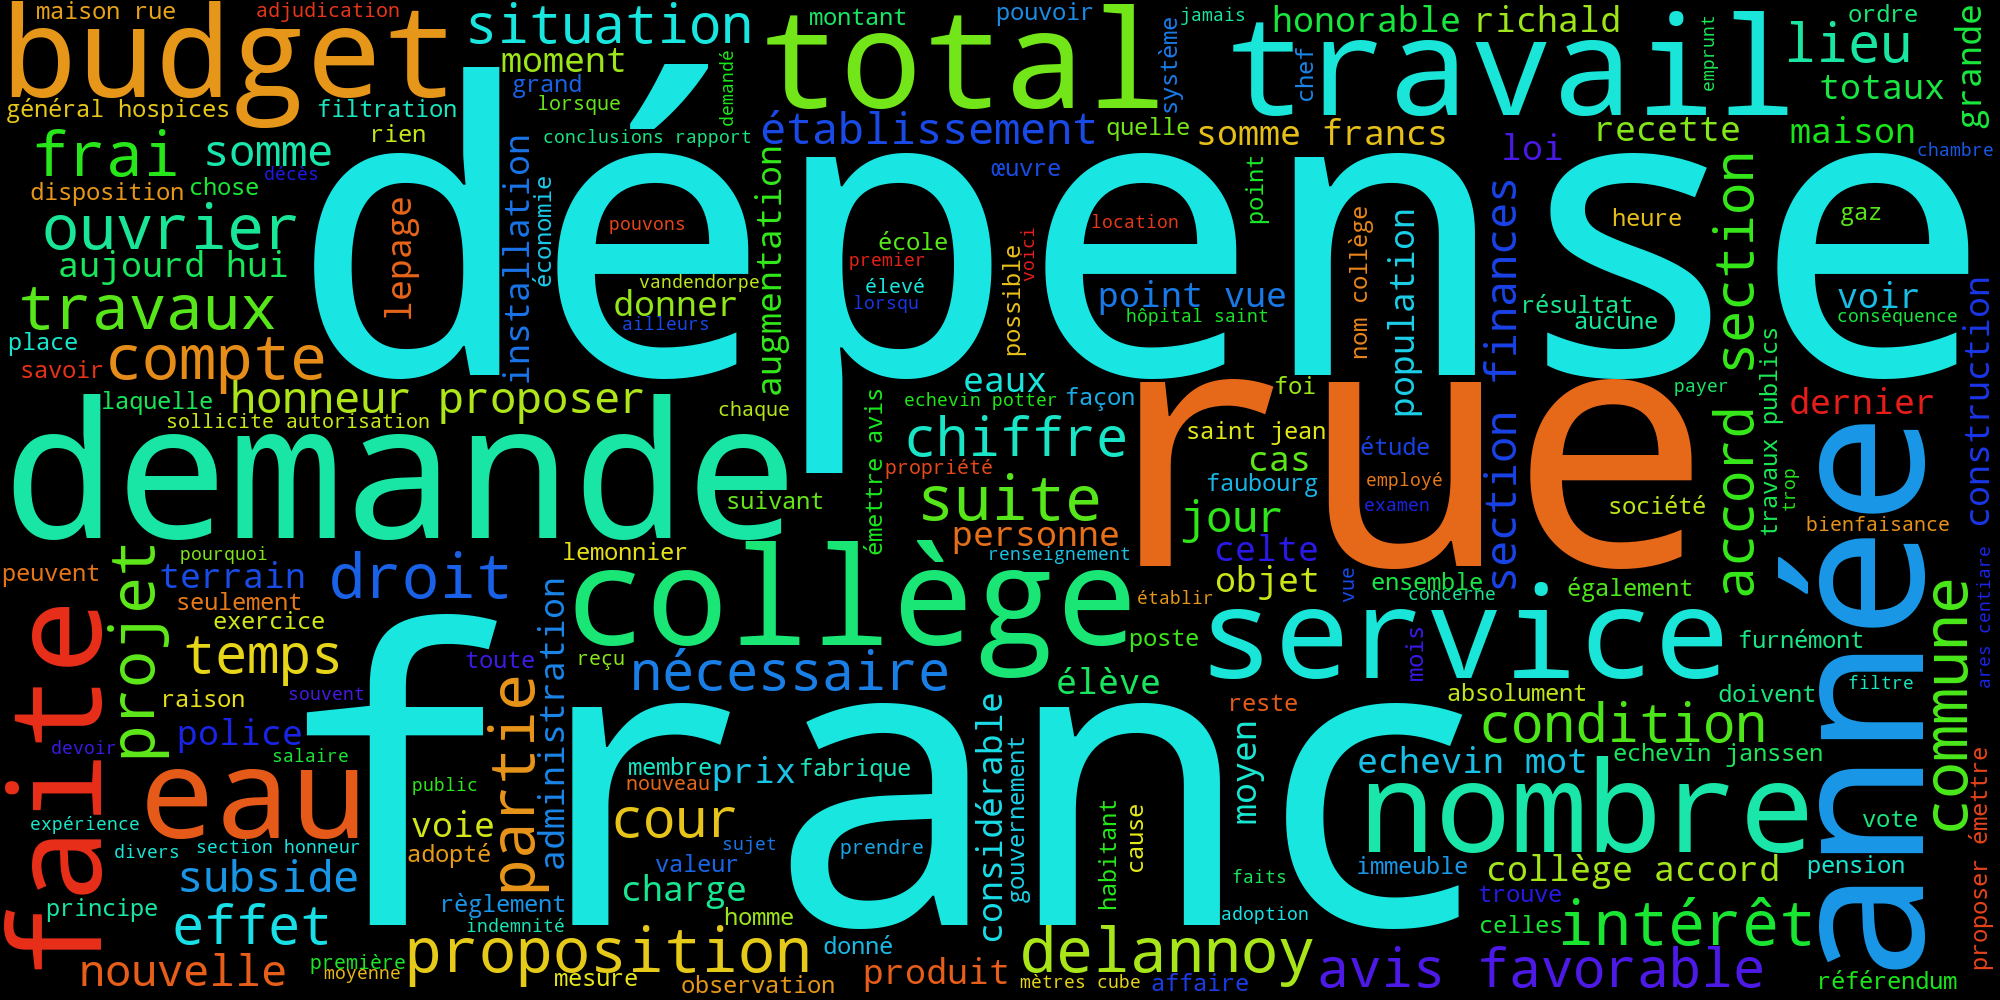 maison rue
adjudication
budget
situation
total
montant
pouvoir
système
jamais
honorable
richald
travail
ordre
lieu
grande
moment
grand
demandé
chef
emprunt
totaux
général hospices
filtration
lorsque
rien
conclusions rapport
établissement
quelle
somme francs
recette
maison
loi
chambre
frai
somme
décès
dépense
œuvre
point
disposition
chose
installation
économie
augmentation
accord section
ouvrier
lepage
pouvons
école
premier
location
possible
voici
nom collège
population
section finances
heure
gaz
aujourd hui
vandendorpe
élevé
lorsqu
travaux
donner
ailleurs
point vue
hôpital saint
résultat
aucune
voir
conséquence
construction
place
compte
savoir
laquelle
honneur proposer
sollicite autorisation
chaque
eaux
echevin potter
façon
foi
payer
dernier
travaux publics
demande
émettre avis
chiffre
rue
saint jean
étude
cas
propriété
faubourg
employé
trop
suivant
suite
jour
examen
société
bienfaisance
personne
année
projet
pourquoi
lemonnier
renseignement
celte
peuvent
terrain
droit
collège
objet
vue
ensemble
concerne
également
ares centiare
seulement
établir
service
commune
faite
exercice
administration
temps
toute
reçu
nécessaire
poste
mois
furnémont
raison
souvent
partie
élève
reste
absolument
doivent
filtre
police
franc
considérable
condition
devoir
salaire
eau
public
membre
nouveau
prix
fabrique
gouvernement
moyen
echevin mot
echevin janssen
proposer émettre
expérience
voie
cour
habitant
cause
nombre
vote
divers
section honneur
adopté
sujet
prendre
valeur
subside
charge
faits
immeuble
collège accord
pension
principe
règlement
indemnité
homme
adoption
trouve
celles
intérêt
effet
proposition
donné
delannoy
nouvelle
première
moyenne
mesure
observation
produit
mètres cube
affaire
avis favorable
référendum